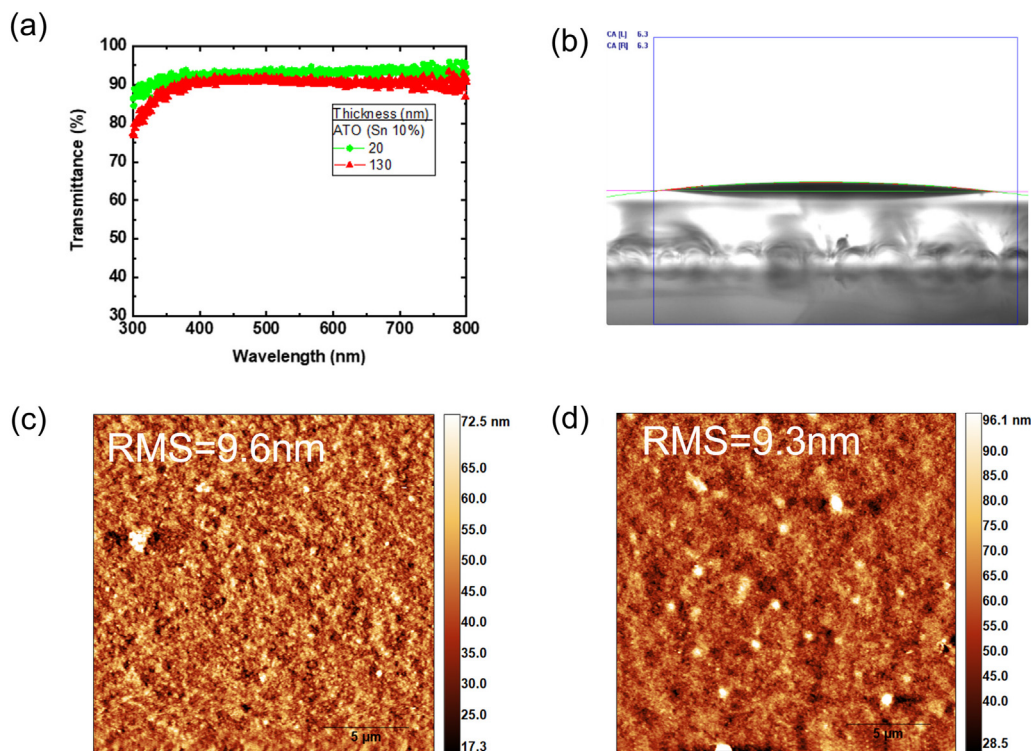 (a)
100
90
80
70
60
50
40
30
300
400
500
600
700
800
Transmittance (%)
Wavelength (nm)
Thickness (nm)
ATO (Sn 10%)
20
130
(b)
CA [L] 6.3
CA [R] 6.3
(c)
RMS=9.6nm
5 µm
72.5 nm
65.0
60.0
55.0
50.0
45.0
40.0
35.0
30.0
25.0
17.3
(d)
RMS=9.3nm
5 µm
96.1 nm
90.0
85.0
80.0
75.0
70.0
65.0
60.0
55.0
50.0
40.0
28.5